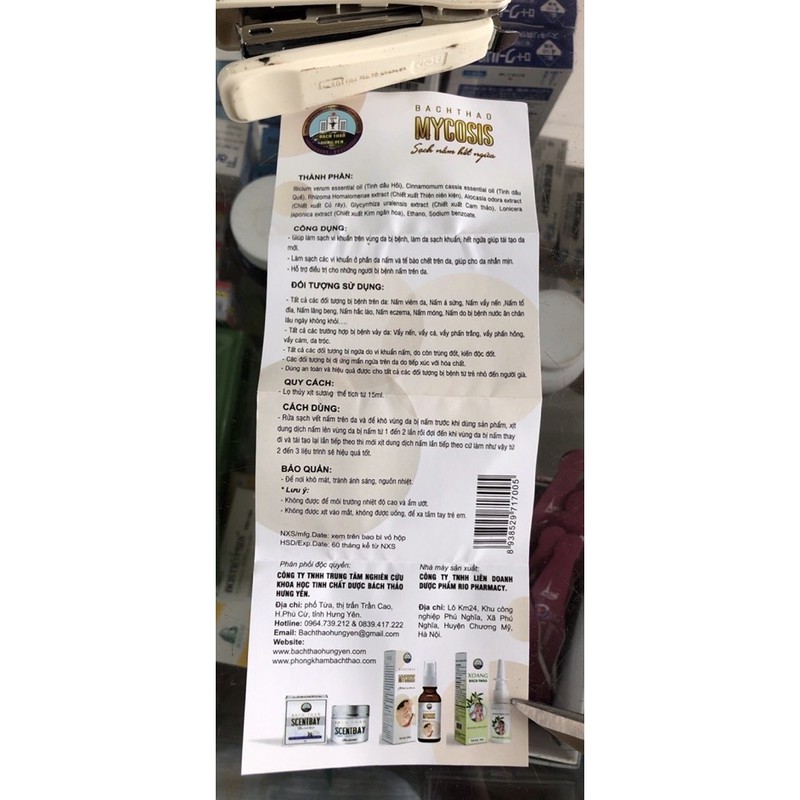 BACH THAO
HUNG YEN
BACHTHAO
MYCOSIS
Sạch nấm hết ngứa
THÀNH PHẦN:
Illicium verum essential oil (Tinh dầu Hồi), Cinnamomum cassia essential oil (Tinh dầu
Quế), Rhizoma Homalomenae extract (Chiết xuất Thiên niên kiện), Alocasia odora extract
(Chiết xuất Củ ráy), Glycyrrhiza uralensis extract (Chiết xuất Cam thảo), Lonicera
japonica extract (Chiết xuất Kim ngân hoa), Ethano, Sodium benzoate.
CÔNG DỤNG:
- Giúp làm sạch vi khuẩn trên vùng da bị bệnh, làm da sạch khuẩn, hết ngứa giúp tái tạo da
mới.
- Làm sạch các vi khuẩn ở phần da nấm và tế bào chết trên da, giúp cho da nhẵn mịn.
- Hỗ trợ điều trị cho những người bị bệnh nấm trên da.
ĐỐI TƯỢNG SỬ DỤNG:
- Tất cả các đối tượng bị bệnh trên da: Nấm viêm da, Nấm á sừng, Nấm vẩy nến ,Nấm tổ
đỉa, Nấm lăng beng, Nấm hắc lào, Nấm eczema, Nấm móng, Nấm do bị bệnh nước ăn chân
lâu ngày không khỏi....
- Tất cả các trường hợp bị bệnh vảy da: Vẩy nến, vẩy cá, vẩy phấn trắng, vẩy phấn hồng,
vẩy cám, da tróc.
- Tất cả các đối tượng bị ngứa do vi khuẩn nấm, do côn trùng đốt, kiến độc đốt.
- Các đối tượng bị dị ứng mẩn ngứa trên da do tiếp xúc với hóa chất.
- Dùng an toàn và hiệu quả được cho tất cả các đối tượng bị bệnh từ trẻ nhỏ đến người già.
QUY CÁCH:
- Lọ thủy xịt sương thể tích từ 15ml.
CÁCH DÙNG:
- Rửa sạch vết nấm trên da và để khô vùng da bị nấm trước khi dùng sản phẩm, xịt
dung dịch nấm lên vùng da bị nấm từ 1 đến 2 lần rồi đợi đến khi vùng da bị nấm thay
đi và tái tạo lại lần tiếp theo thì mới xịt dung dịch nấm lần tiếp theo cứ làm như vậy từ
2 đến 3 liệu trình sẽ hiệu quả tốt.
BẢO QUẢN:
- Để nơi khô mát, tránh ánh sáng, nguồn nhiệt.
* Lưu ý:
- Không được để môi trường nhiệt độ cao và ẩm ướt.
- Không được xịt vào mắt, không được uống, để xa tầm tay trẻ em.
8 938529 717005
NXS/mfg.Date: xem trên bao bì vỏ hộp
HSD/Exp.Date: 60 tháng kể từ NXS
Phân phối độc quyền:
CÔNG TY TNHH TRUNG TÂM NGHIÊN CỨU
KHOA HỌC TINH CHẤT DƯỢC BÁCH THẢO
HƯNG YÊN.
Địa chỉ: phố Từa, thị trấn Trần Cao,
H.Phù Cừ, tỉnh Hưng Yên.
Hotline: 0964.739.212 & 0839.417.222
Email: Bachthaohungyen@gmail.com
Website:
www.bachthaohungyen.com
www.phongkhambachthao.com
Nhà máy sản xuất:
CÔNG TY TNHH LIÊN DOANH
DƯỢC PHẨM RIO PHARMACY.
Địa chỉ: Lô Km24, Khu công
nghiệp Phú Nghĩa, Xã Phú
Nghĩa, Huyện Chương Mỹ,
Hà Nội.
SCENTBAY
SCENTBAY
MYCOSIS
MYCOSIS
XOANG
BÁCH THẢO